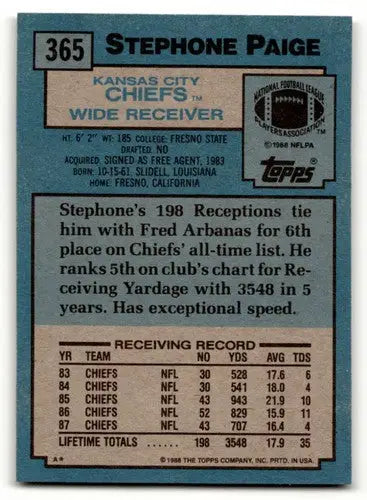 365
STEPHONE PAIGE
KANSAS CITY
CHIEFS™
WIDE RECEIVER
NATIONAL FOOTBALL LEAGUE
PLAYERS ASSOCIATION
©1988 NFLPA
topps®
HT: 6' 2" WT: 185 COLLEGE: FRESNO STATE
DRAFTED: NO
ACQUIRED: SIGNED AS FREE AGENT, 1983
BORN: 10-15-61, SLIDELL, LOUISIANA
HOME: FRESNO, CALIFORNIA
Stephone's 198 Receptions tie
him with Fred Arbanas for 6th
place on Chiefs' all-time list. He
ranks 5th on club's chart for Re-
ceiving Yardage with 3548 in
5 years. Has exceptional speed.
RECEIVING RECORD
YR TEAM NO YDS AVG TDS
83 CHIEFS NFL 30 528 17.6 6
84 CHIEFS NFL 30 541 18.0 4
85 CHIEFS NFL 43 943 21.9 10
86 CHIEFS NFL 52 829 15.9 11
87 CHIEFS NFL 43 707 16.4 4
LIFETIME TOTALS ...... 198 3548 17.9 35
A* ©1988 THE TOPPS COMPANY, INC. PRTD. IN U.S.A.